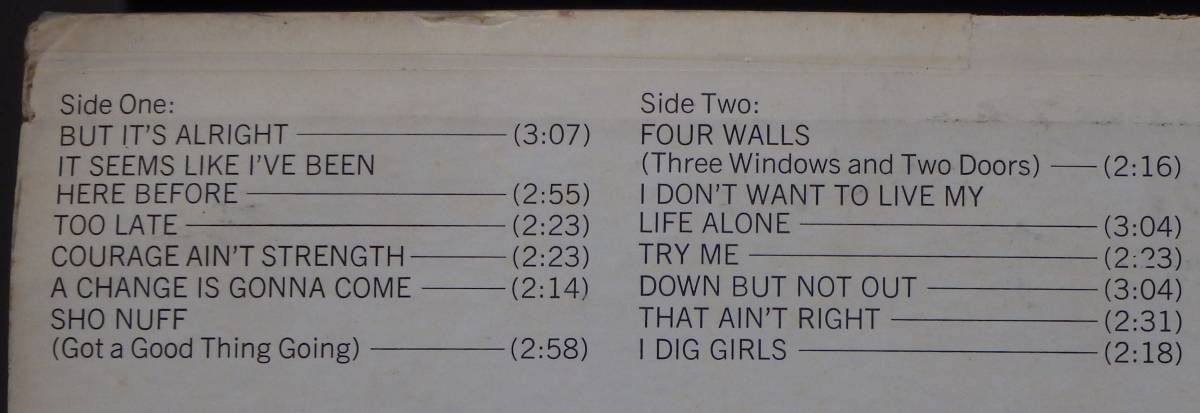 Side One:
BUT IT'S ALRIGHT (3:07)
IT SEEMS LIKE I'VE BEEN
HERE BEFORE (2:55)
TOO LATE (2:23)
COURAGE AIN'T STRENGTH (2:23)
A CHANGE IS GONNA COME (2:14)
SHO NUFF
(Got a Good Thing Going) (2:58)
Side Two:
FOUR WALLS
(Three Windows and Two Doors) (2:16)
I DON'T WANT TO LIVE MY
LIFE ALONE (3:04)
TRY ME (2:23)
DOWN BUT NOT OUT (3:04)
THAT AIN'T RIGHT (2:31)
I DIG GIRLS (2:18)